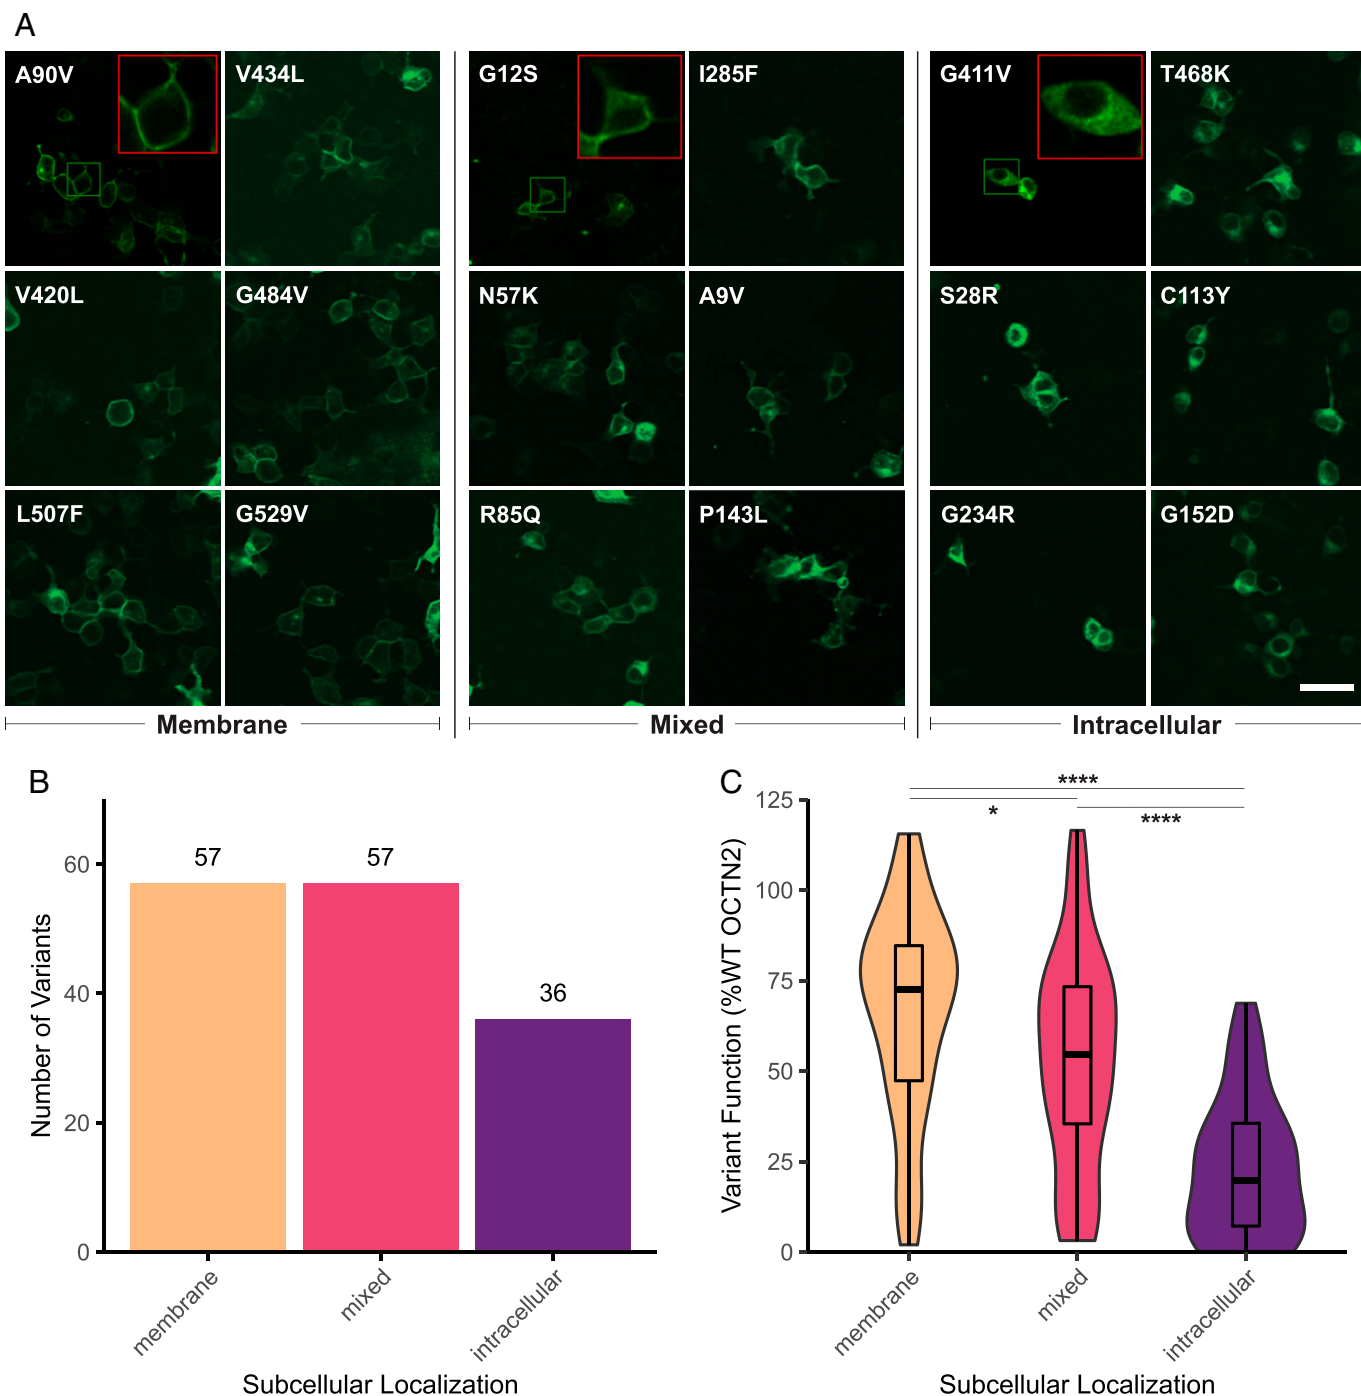 A
A90V
V434L
G12S
I285F
G411V
T468K
V420L
G484V
N57K
A9V
S28R
C113Y
L507F
G529V
R85Q
P143L
G234R
G152D
Membrane
Mixed
Intracellular
B
Number of Variants
60
40
20
0
57
57
36
membrane
mixed
intracellular
Subcellular Localization
C
Variant Function (%WT OCTN2)
125
100
75
50
25
0
****
*
****
membrane
mixed
intracellular
Subcellular Localization